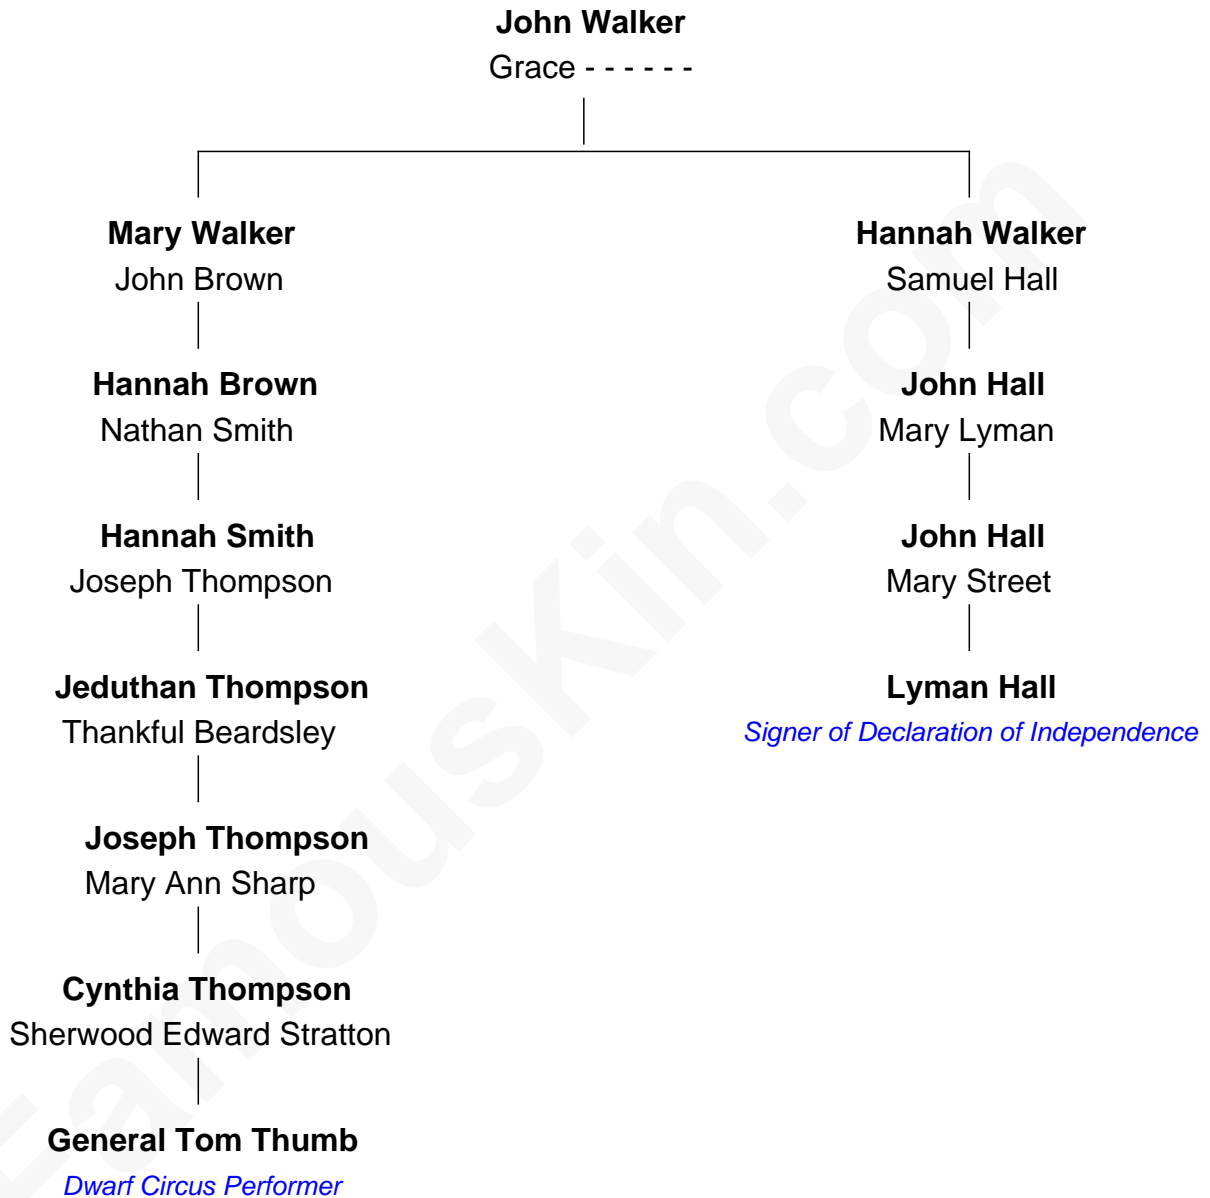 John Walker
Grace - - - - - -
Mary Walker
John Brown
Hannah Walker
Samuel Hall
Hannah Brown
Nathan Smith
John Hall
Mary Lyman
Hannah Smith
Joseph Thompson
John Hall
Mary Street
Jeduthan Thompson
Thankful Beardsley
Lyman Hall
Signer of Declaration of Independence
Joseph Thompson
Mary Ann Sharp
Cynthia Thompson
Sherwood Edward Stratton
General Tom Thumb
Dwarf Circus Performer
FamousKin.com